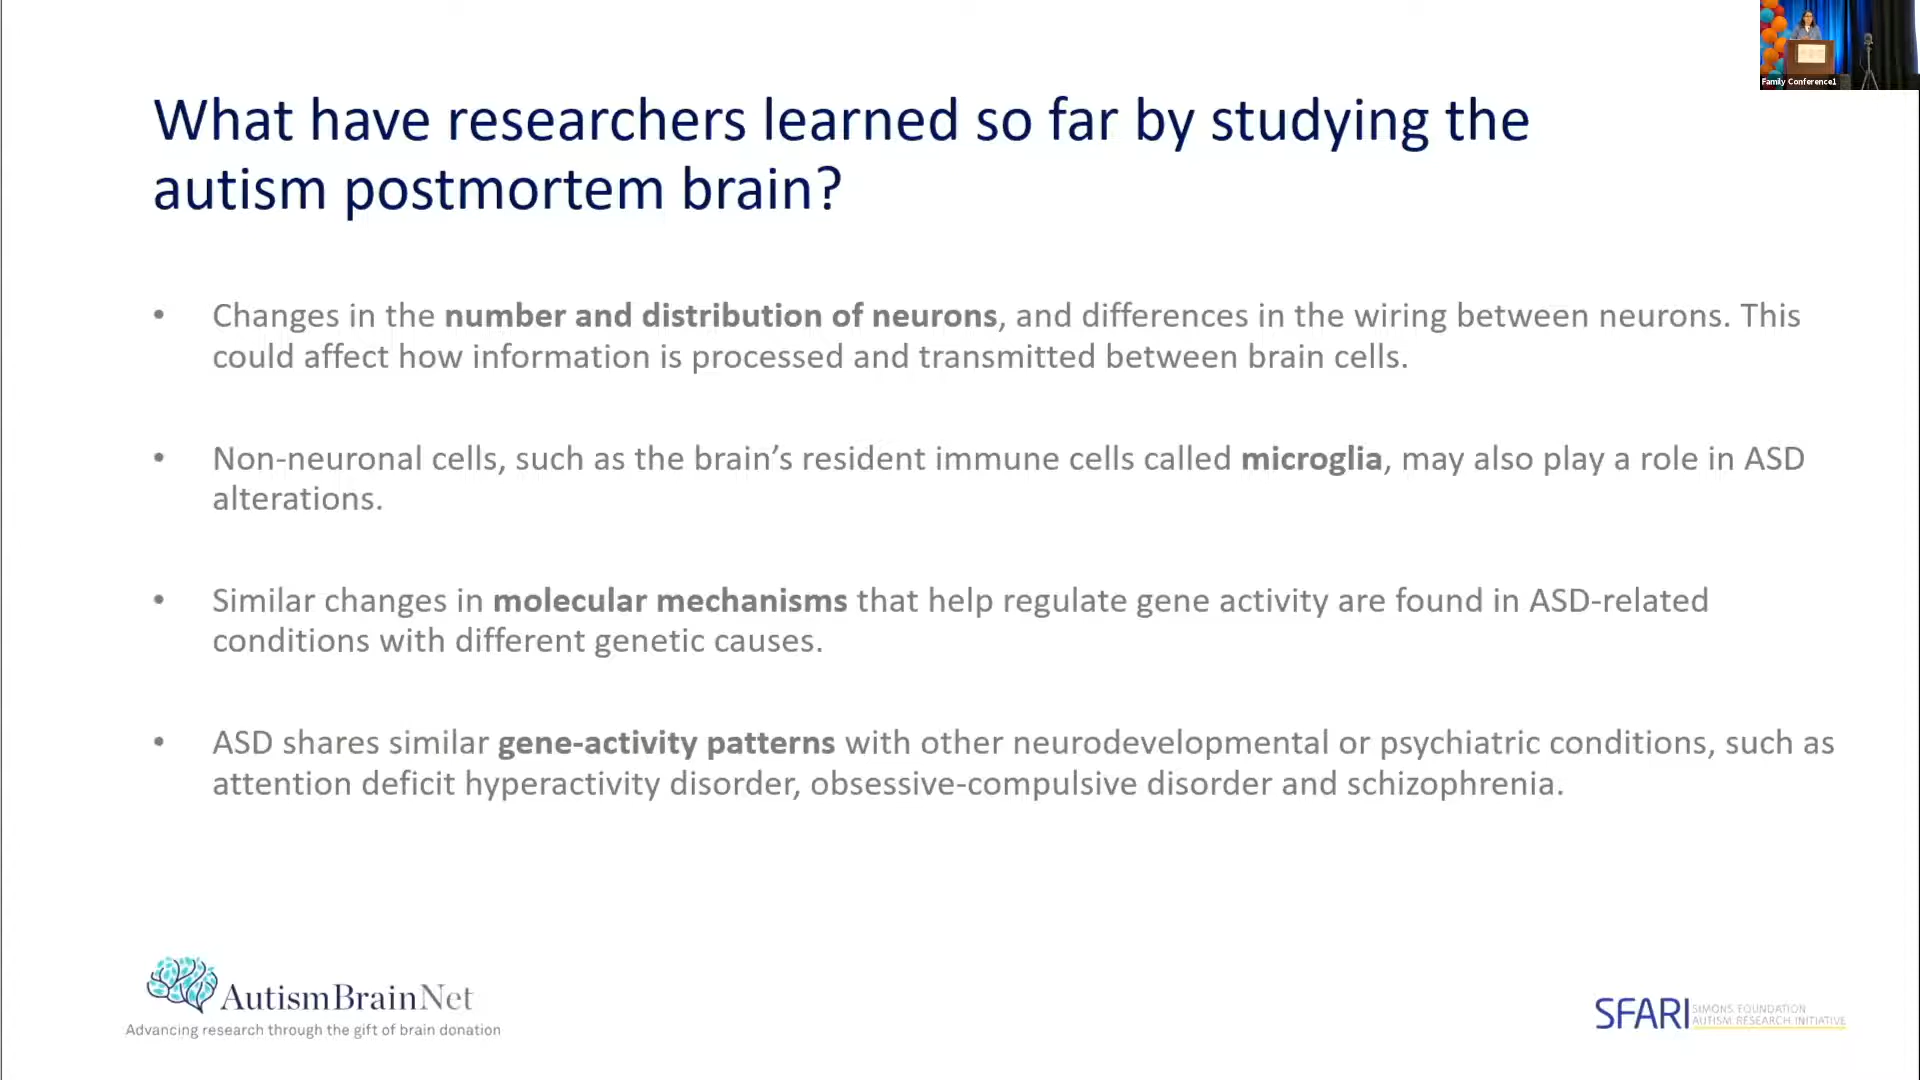 Family Conference1
What have researchers learned so far by studying the
autism postmortem brain?
• Changes in the number and distribution of neurons, and differences in the wiring between neurons. This
could affect how information is processed and transmitted between brain cells.
• Non-neuronal cells, such as the brain’s resident immune cells called microglia, may also play a role in ASD
alterations.
• Similar changes in molecular mechanisms that help regulate gene activity are found in ASD-related
conditions with different genetic causes.
• ASD shares similar gene-activity patterns with other neurodevelopmental or psychiatric conditions, such as
attention deficit hyperactivity disorder, obsessive-compulsive disorder and schizophrenia.
AutismBrainNet
Advancing research through the gift of brain donation
SFARI
SIMONS FOUNDATION
AUTISM RESEARCH INITIATIVE